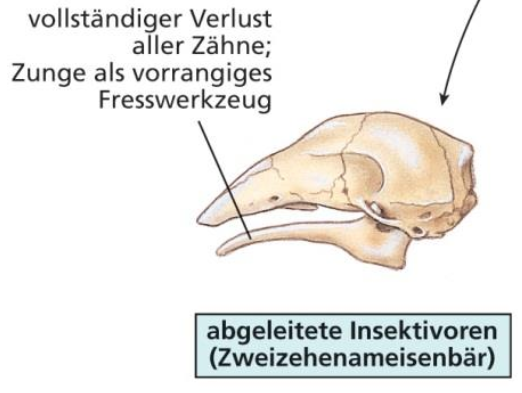 vollständiger Verlust
aller Zähne;
Zunge als vorrangiges
Fresswerkzeug
abgeleitete Insektivoren
(Zweizehenameisenbär)